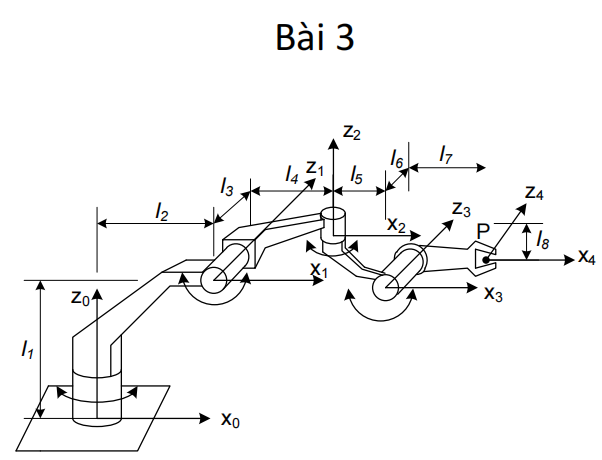 Bài 3
z₂
l₃
l₄
z₁
l₅
l₆
l₇
l₂
x₂
z₃
P
z₄
l₈
x₄
x₁
x₃
z₀
l₁
x₀